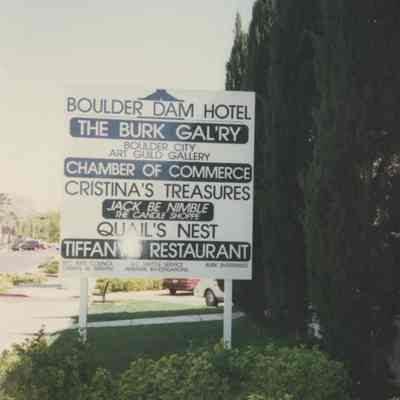 BOULDER DAM HOTEL
THE BURK GAL'RY
BOULDER CITY
ART GUILD GALLERY
CHAMBER OF COMMERCE
CRISTINA'S TREASURES
JACK BE NIMBLE
THE CANDLE SHOPPE
QUAIL'S NEST
TIFFANY RESTAURANT